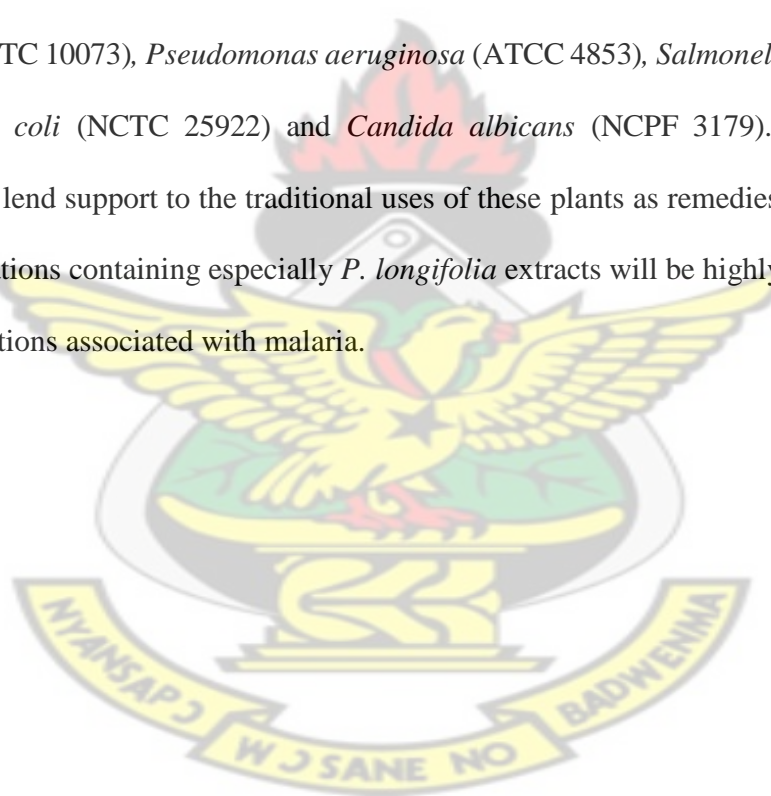 TC 10073), Pseudomonas aeruginosa (ATCC 4853), Salmonel
coli (NCTC 25922) and Candida albicans (NCPF 3179).
lend support to the traditional uses of these plants as remedies
tions containing especially P. longifolia extracts will be highly
tions associated with malaria.
NYANSAPƆ
WƆ SANE NO
BADWENMA